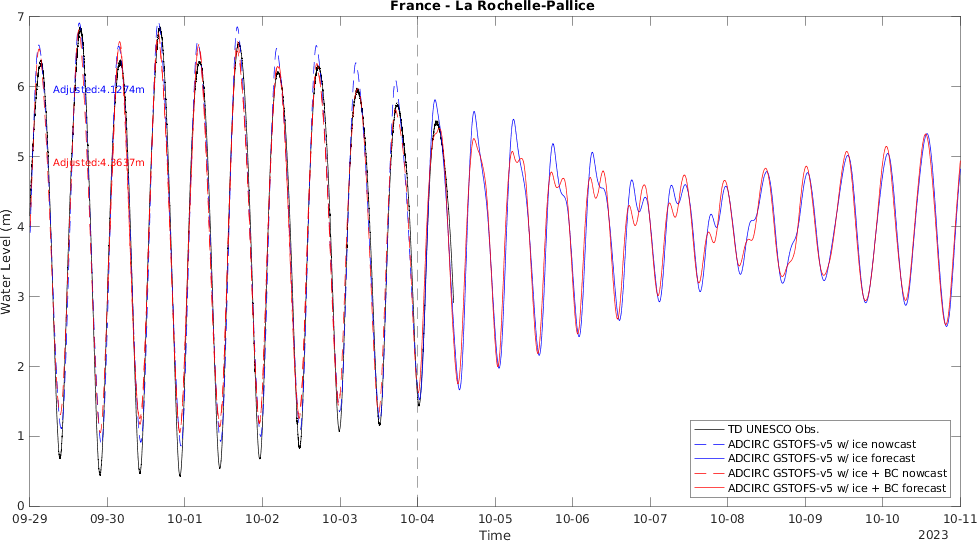 France - La Rochelle-Pallice
Water Level (m)
7
6
5
4
3
2
1
0
Adjusted:4.1274m
Adjusted:4.3637m
TD UNESCO Obs.
ADCIRC GSTOFS-v5 w/ ice nowcast
ADCIRC GSTOFS-v5 w/ ice forecast
ADCIRC GSTOFS-v5 w/ ice + BC nowcast
ADCIRC GSTOFS-v5 w/ ice + BC forecast
09-29 09-30 10-01 10-02 10-03 10-04 10-05 10-06 10-07 10-08 10-09 10-10 10-11
Time
2023